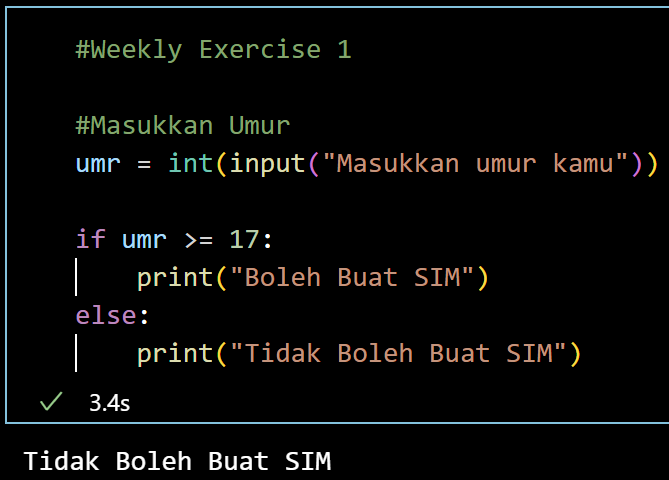 #Weekly Exercise 1
#Masukkan Umur
umr = int(input("Masukkan umur kamu"))
if umr >= 17:
    print("Boleh Buat SIM")
else:
    print("Tidak Boleh Buat SIM")
✓ 3.4s
Tidak Boleh Buat SIM